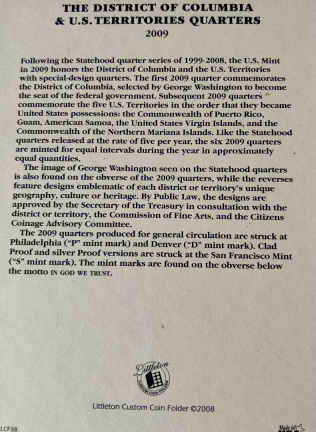 THE DISTRICT OF COLUMBIA
& U.S. TERRITORIES QUARTERS
2009
Following the Statehood quarter series of 1999-2008, the U.S. Mint
in 2009 honors the District of Columbia and the U.S. Territories
with special-design quarters. The first 2009 quarter commemorates
the District of Columbia, selected by George Washington to become
the seat of the federal government. Subsequent 2009 quarters
commemorate the five U.S. Territories in the order that they became
United States possessions: the Commonwealth of Puerto Rico,
Guam, American Samoa, the United States Virgin Islands, and the
Commonwealth of the Northern Mariana Islands. Like the Statehood
quarters released at the rate of five per year, the six 2009 quarters
are minted for equal intervals during the year in approximately
equal quantities.
The image of George Washington seen on the Statehood quarters
is also found on the obverse of the 2009 quarters, while the reverses
feature designs emblematic of each district or territory's unique
geography, culture or heritage. By Public Law, the designs are
approved by the Secretary of the Treasury in consultation with the
district or territory, the Commission of Fine Arts, and the Citizens
Coinage Advisory Committee.
The 2009 quarters produced for general circulation are struck at
Philadelphia ("P" mint mark) and Denver ("D" mint mark). Clad
Proof and silver Proof versions are struck at the San Francisco Mint
("S" mint mark). The mint marks are found on the obverse below
the motto IN GOD WE TRUST.
Littleton
Littleton Custom Coin Folder ©2008